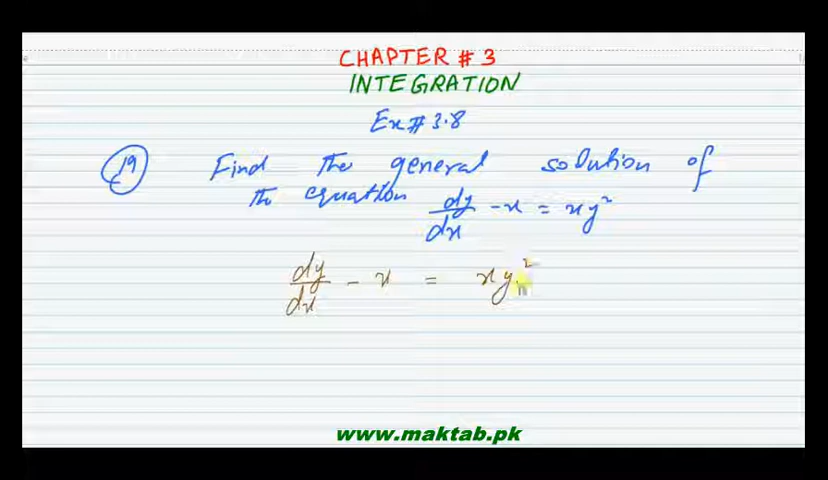 CHAPTER # 3
INTEGRATION
Ex # 3.8
19 Find the general solution of
the equation dy/dx - x = xy²
dy/dx - x = xy²
www.maktab.pk